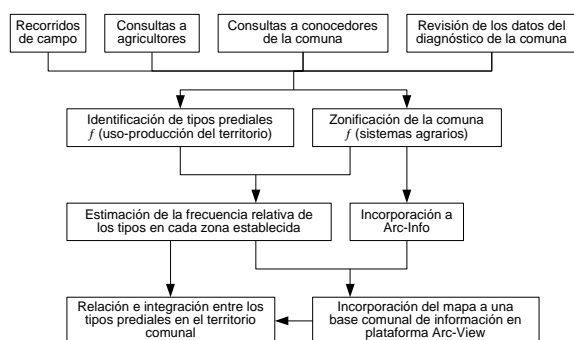 Recorridos
de campo
Consultas a
agricultores
Consultas a conocedores
de la comuna
Revisión de los datos del
diagnóstico de la comuna
Identificación de tipos prediales
f (uso-producción del territorio)
Zonificación de la comuna
f (sistemas agrarios)
Estimación de la frecuencia relativa de
los tipos en cada zona establecida
Incorporación a
Arc-Info
Relación e integración entre los
tipos prediales en el territorio
comunal
Incorporación del mapa a una
base comunal de información en
plataforma Arc-View